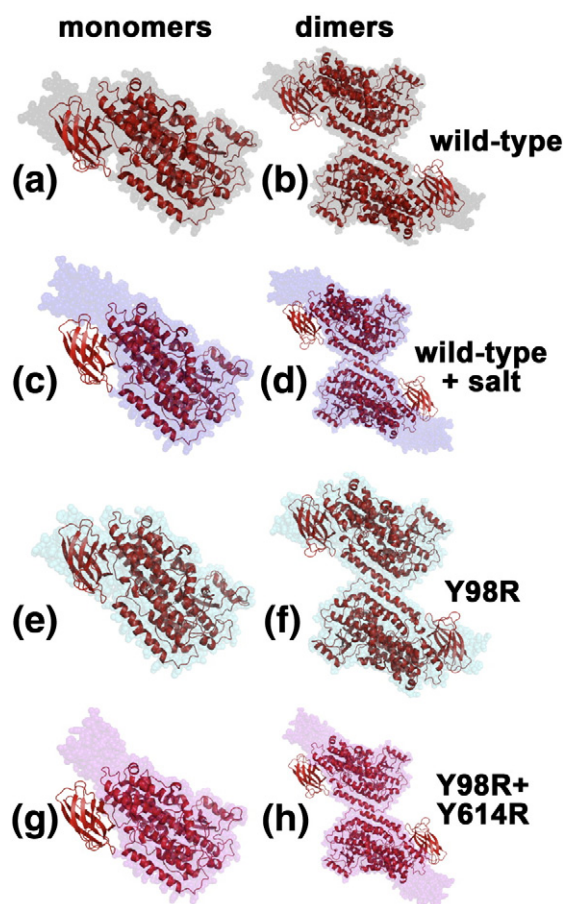 monomers dimers
(a) (b) wild-type
(c) (d) wild-type
+ salt
(e) (f) Y98R
(g) (h) Y98R+
Y614R